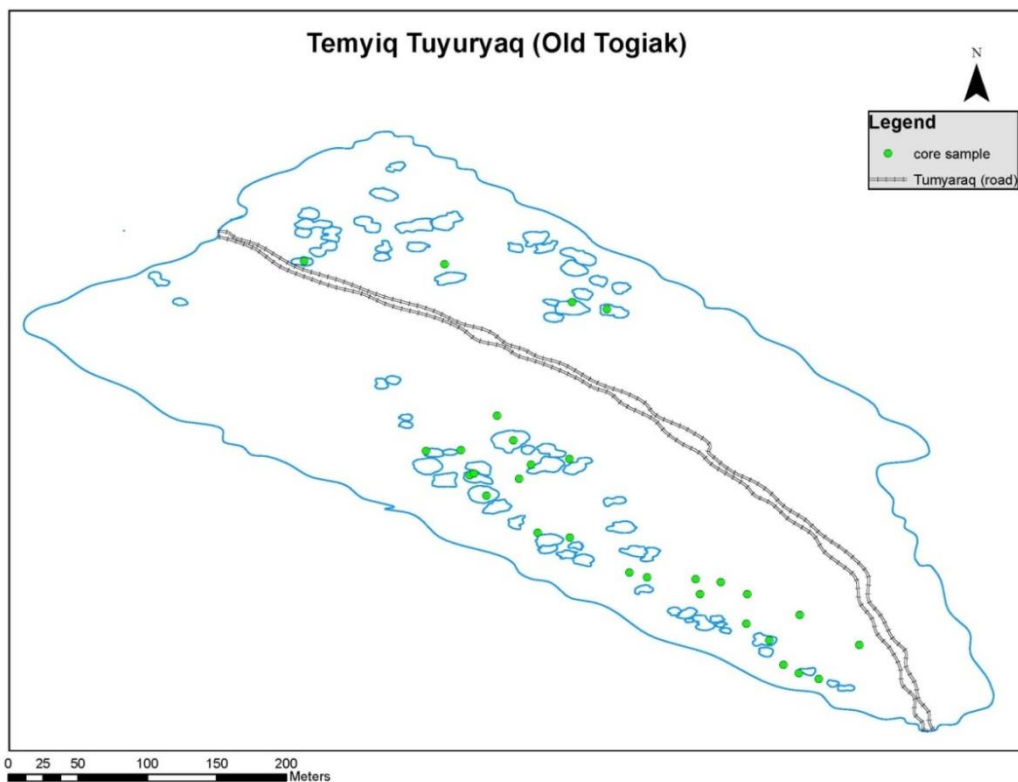 Temyiq Tuyuryaq (Old Togiak)
N
Legend
core sample
Tumyaraq (road)
0 25 50 100 150 200
Meters